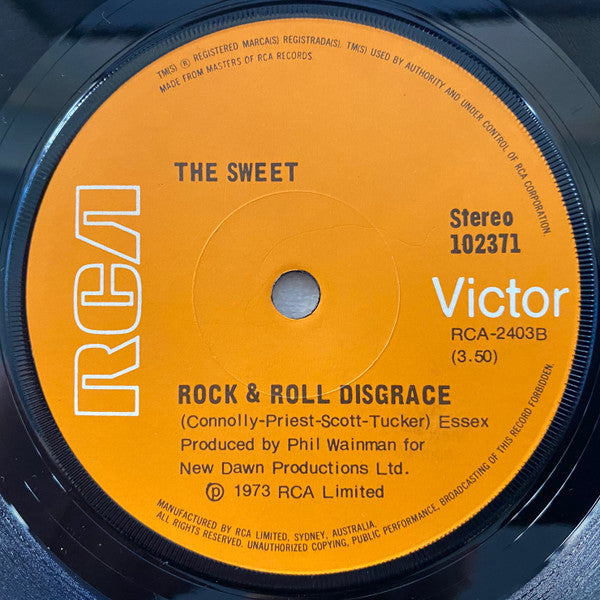 TM(S) ® REGISTERED MARCA(S) REGISTRADA(S). TM(S) USED BY AUTHORITY AND UNDER CONTROL OF RCA CORPORATION.
MADE FROM MASTERS OF RCA RECORDS.
THE SWEET
RCA
Stereo
102371
Victor
RCA-2403B
(3.50)
ROCK & ROLL DISGRACE
(Connolly-Priest-Scott-Tucker) Essex
Produced by Phil Wainman for
New Dawn Productions Ltd.
℗ 1973 RCA Limited
MANUFACTURED BY RCA LIMITED, SYDNEY, AUSTRALIA.
ALL RIGHTS RESERVED. UNAUTHORIZED COPYING, PUBLIC PERFORMANCE, BROADCASTING OF THIS RECORD FORBIDDEN.